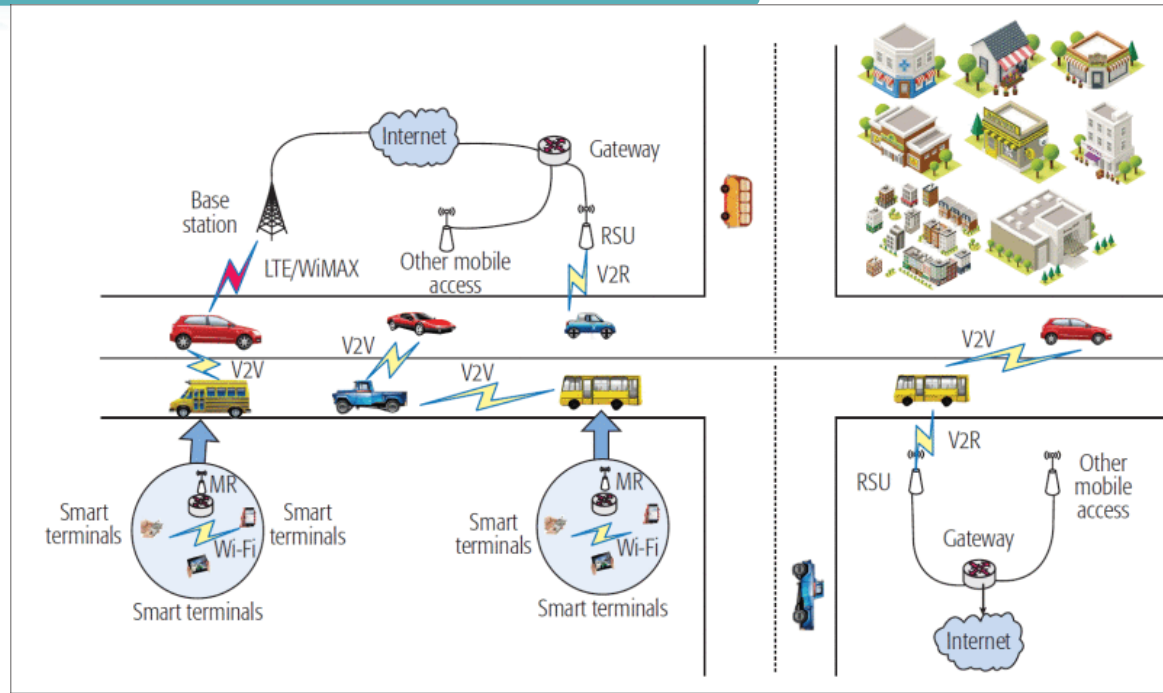 Internet
Gateway
Base
station
RSU
Other mobile
access
LTE/WiMAX
V2R
V2V
V2V
V2V
V2V
V2R
MR
Smart
terminals
Smart
terminals
Wi-Fi
Smart terminals
MR
Smart
terminals
Wi-Fi
Smart terminals
RSU
Other
mobile
access
Gateway
Internet